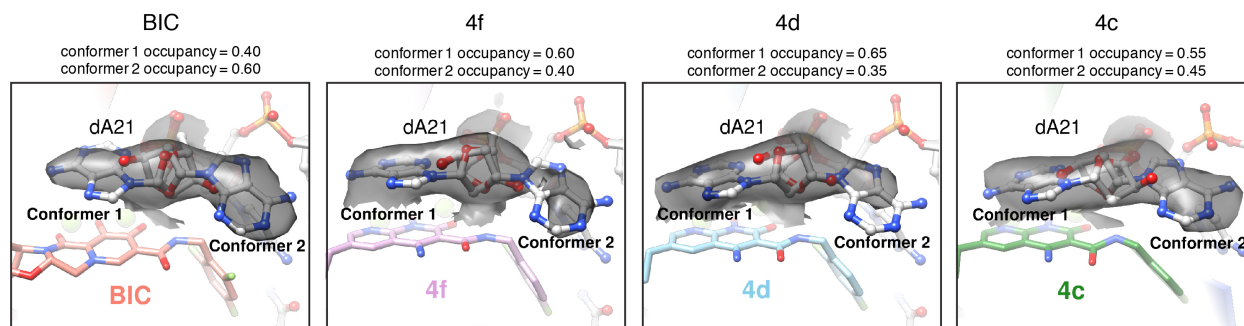 BIC
conformer 1 occupancy = 0.40
conformer 2 occupancy = 0.60
dA21
Conformer 1
Conformer 2
BIC
4f
conformer 1 occupancy = 0.60
conformer 2 occupancy = 0.40
dA21
Conformer 1
Conformer 2
4f
4d
conformer 1 occupancy = 0.65
conformer 2 occupancy = 0.35
dA21
Conformer 1
Conformer 2
4d
4c
conformer 1 occupancy = 0.55
conformer 2 occupancy = 0.45
dA21
Conformer 1
Conformer 2
4c